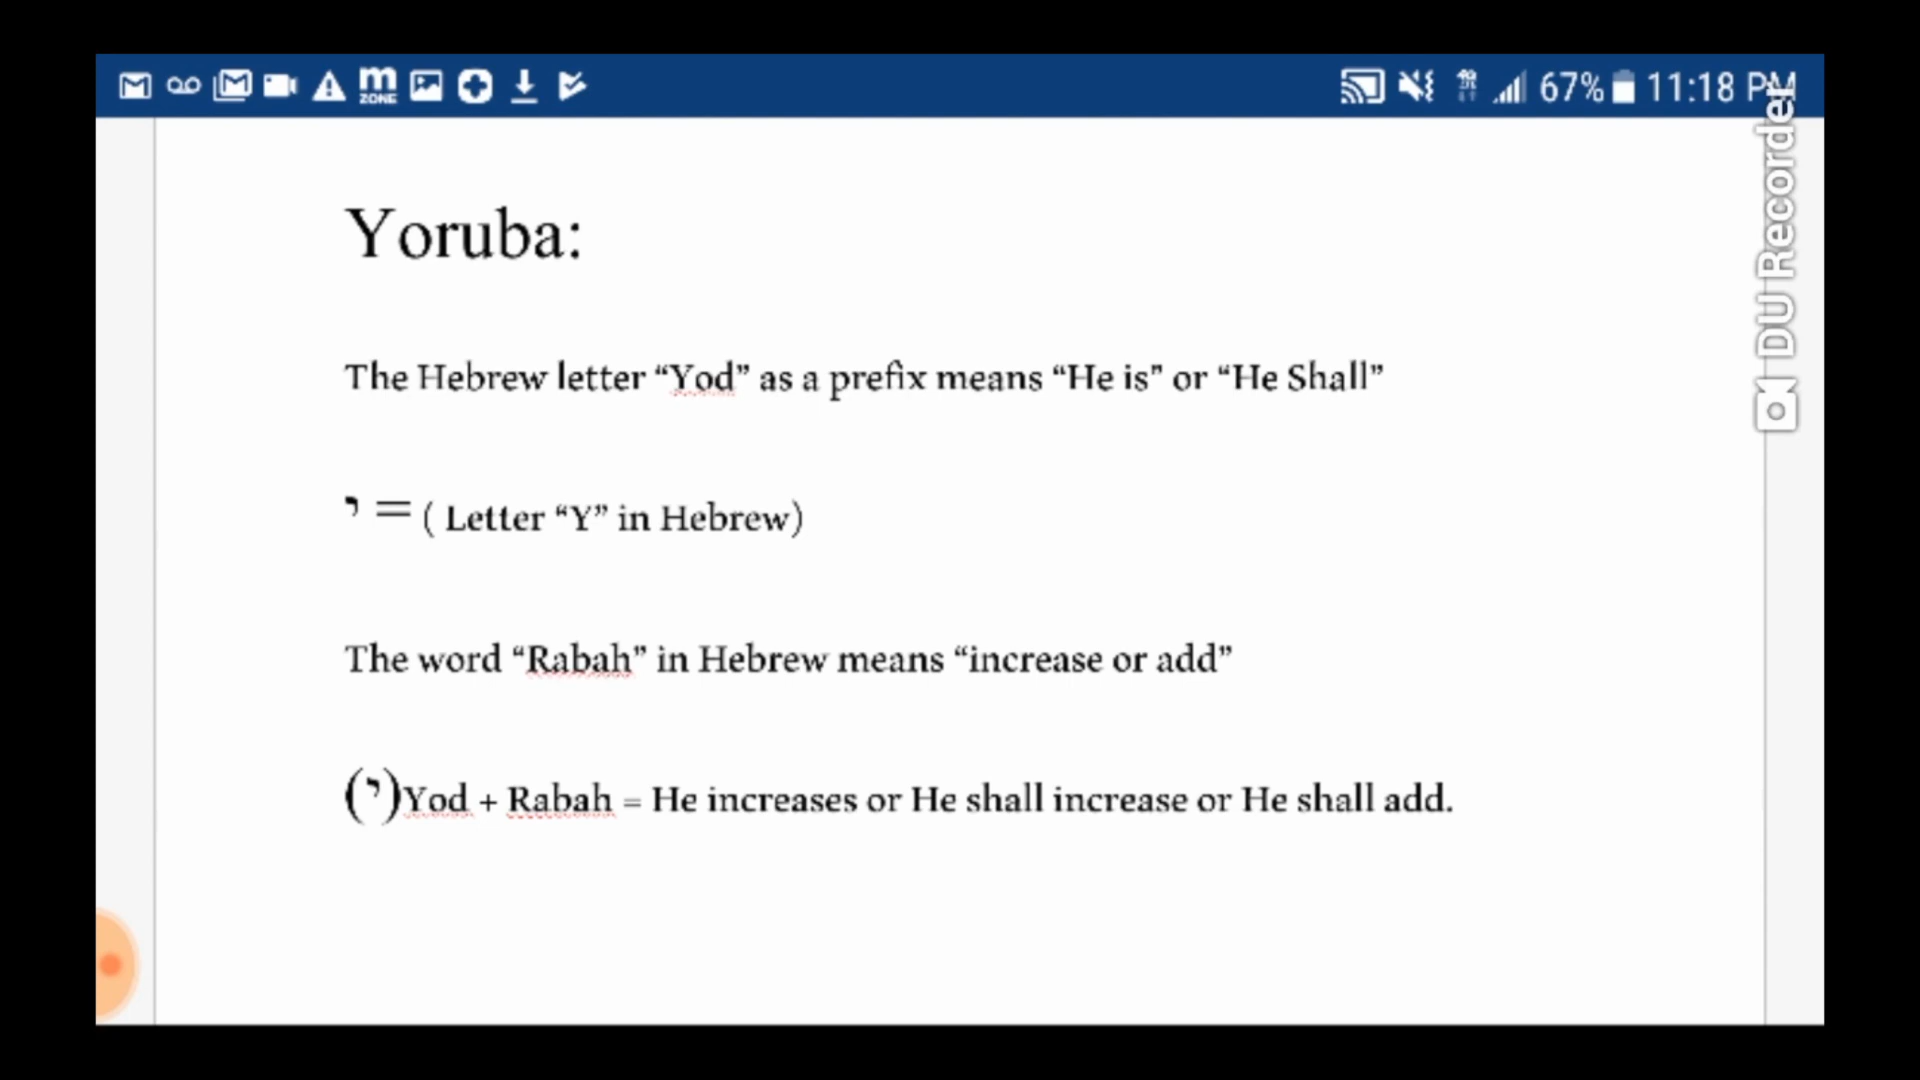 m ZONE 67% 11:18 PM
DU Recorder
Yoruba:
The Hebrew letter “Yod” as a prefix means “He is” or “He Shall”
י = ( Letter “Y” in Hebrew)
The word “Rabah” in Hebrew means “increase or add”
(י)Yod + Rabah = He increases or He shall increase or He shall add.